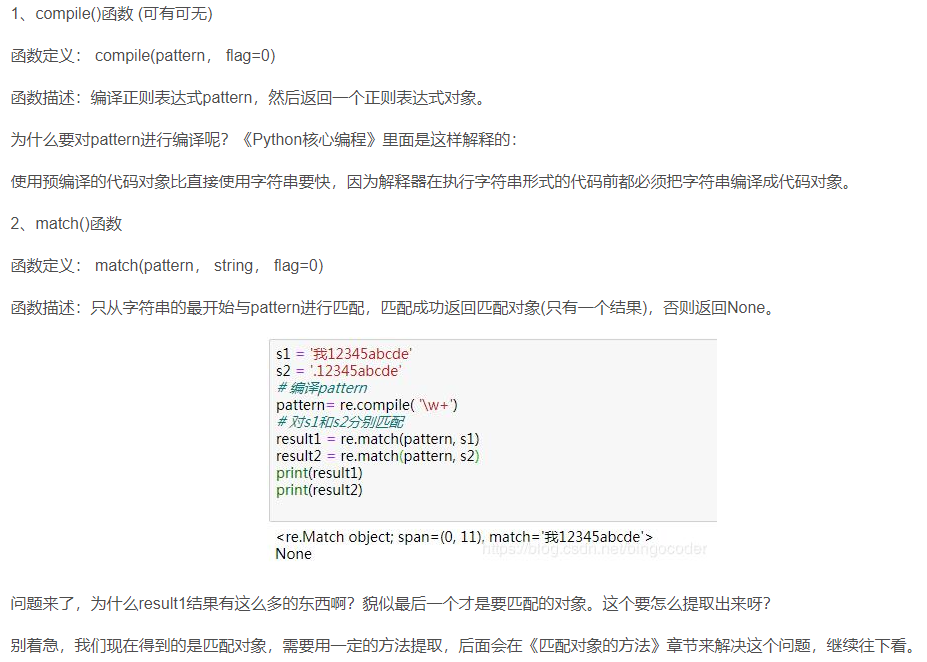 1、compile()函数 (可有可无)
函数定义： compile(pattern， flag=0)
函数描述：编译正则表达式pattern，然后返回一个正则表达式对象。
为什么要对pattern进行编译呢？《Python核心编程》里面是这样解释的：
使用预编译的代码对象比直接使用字符串要快，因为解释器在执行字符串形式的代码前都必须把字符串编译成代码对象。
2、match()函数
函数定义： match(pattern， string， flag=0)
函数描述：只从字符串的最开始与pattern进行匹配，匹配成功返回匹配对象(只有一个结果)，否则返回None。
s1 = '我12345abcde'
s2 = '.12345abcde'
# 编译pattern
pattern= re.compile( '\w+')
# 对s1和s2分别匹配
result1 = re.match(pattern, s1)
result2 = re.match(pattern, s2)
print(result1)
print(result2)
<re.Match object; span=(0, 11), match='我12345abcde'>
None
https://blog.csdn.net/bingocoder
问题来了，为什么result1结果有这么多的东西啊？貌似最后一个才是要匹配的对象。这个要怎么提取出来呀？
别着急，我们现在得到的是匹配对象，需要用一定的方法提取，后面会在《匹配对象的方法》章节来解决这个问题，继续往下看。